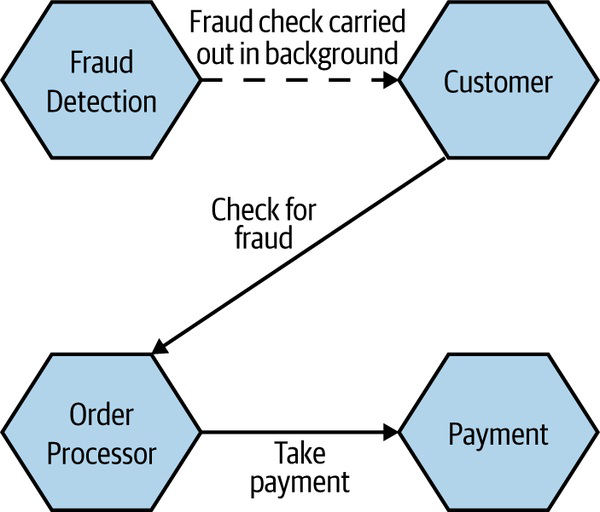 Fraud
Detection
Fraud check carried
out in background
Customer
Check for
fraud
Order
Processor
Take
payment
Payment